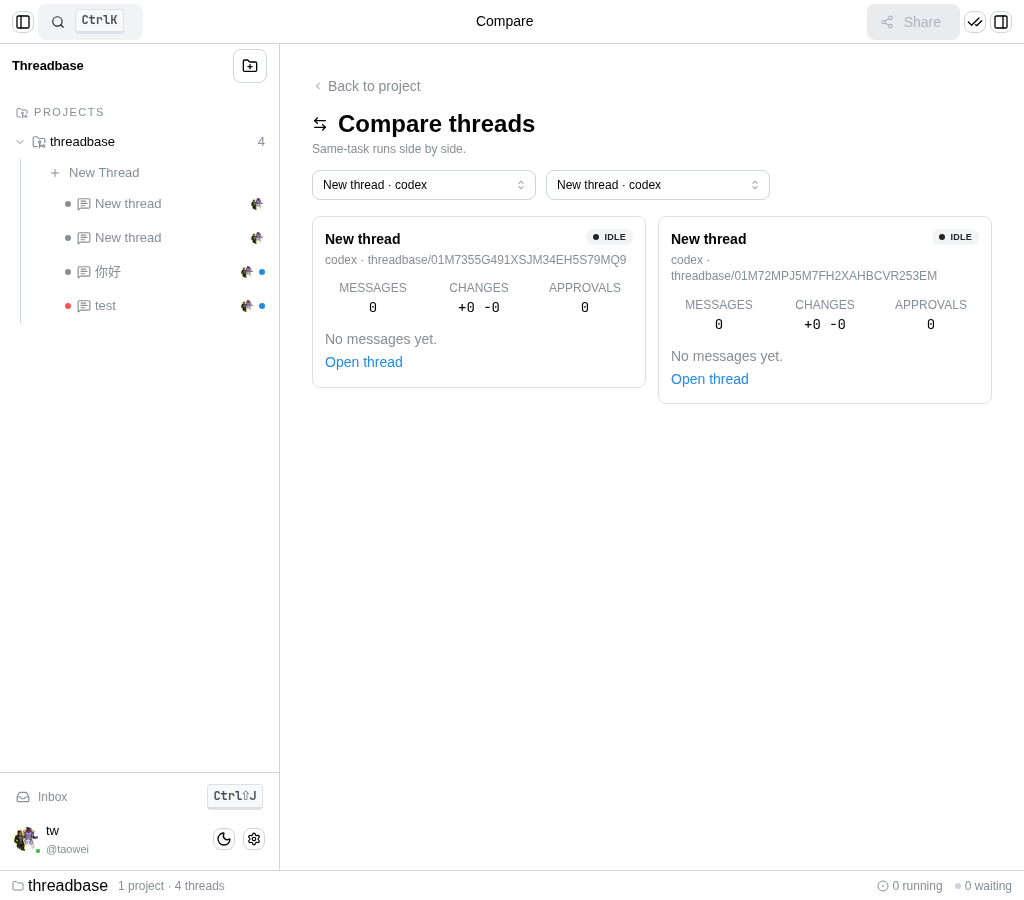 CtrlK
Compare
Share
Threadbase
PROJECTS
threadbase 4
New Thread
New thread
New thread
你好
test
Inbox
Ctrl⇧J
tw
@taowei
Back to project
Compare threads
Same-task runs side by side.
New thread · codex
New thread · codex
New thread
IDLE
codex · threadbase/01M7355G491XSJM34EH5S79MQ9
MESSAGES CHANGES APPROVALS
0 +0 -0 0
No messages yet.
Open thread
New thread
IDLE
codex ·
threadbase/01M72MPJ5M7FH2XAHBCVR253EM
MESSAGES CHANGES APPROVALS
0 +0 -0 0
No messages yet.
Open thread
threadbase 1 project · 4 threads
0 running 0 waiting